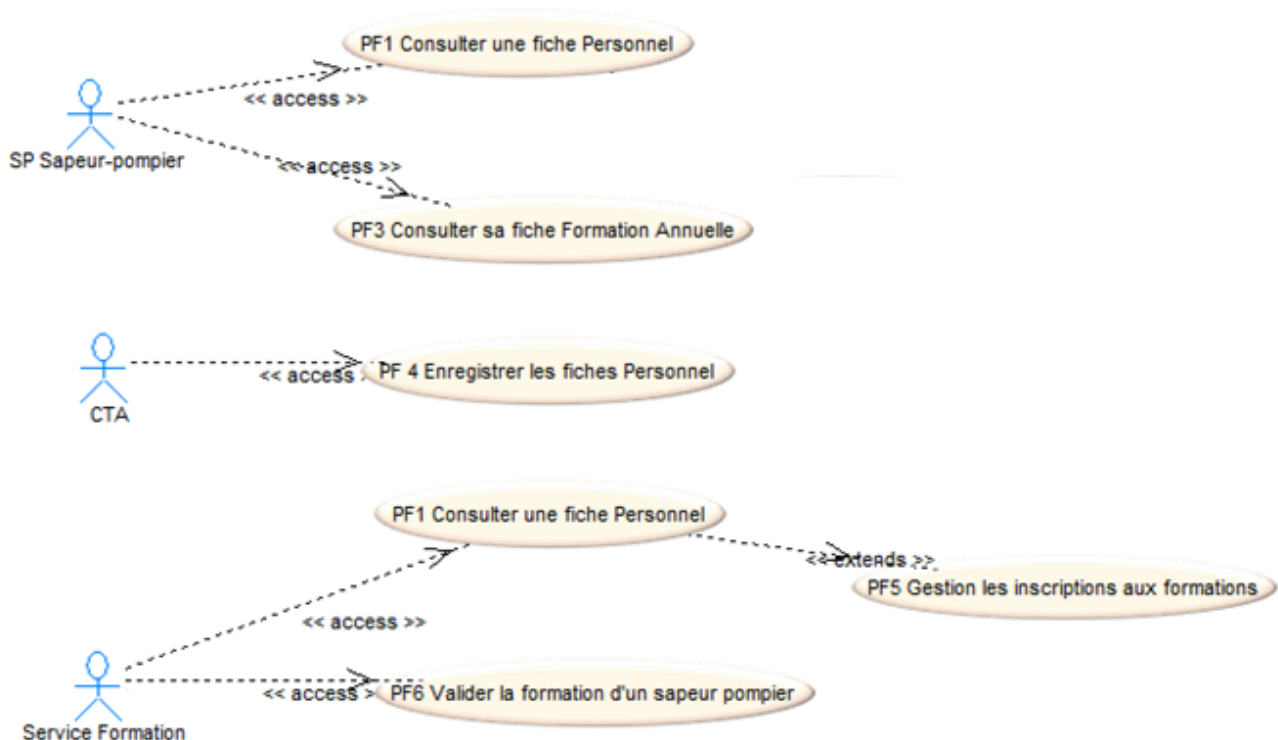 PF1 Consulter une fiche Personnel
<< access >>
SP Sapeur-pompier
<< access >>
PF3 Consulter sa fiche Formation Annuelle
PF 4 Enregistrer les fiches Personnel
<< access >
CTA
PF1 Consulter une fiche Personnel
<< extends >>
PF5 Gestion les inscriptions aux formations
<< access >>
PF6 Valider la formation d'un sapeur pompier
<< access >
Service Formation